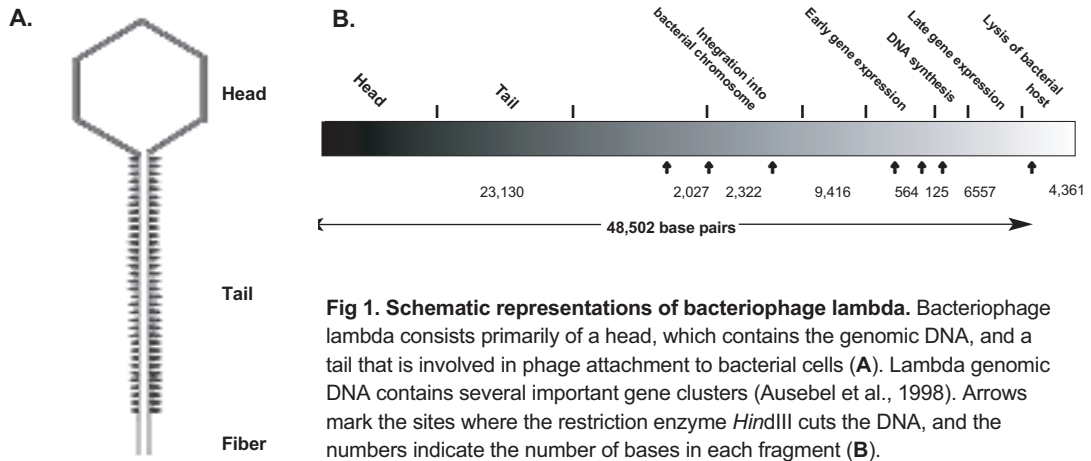 A.
Head
Tail
Fiber
B.
Head
Tail
Integration into
bacterial chromosome
Early gene expression
DNA synthesis
Late gene expression
Lysis of bacterial
host
23,130
2,027
2,322
9,416
564
125
6557
4,361
48,502 base pairs
Fig 1. Schematic representations of bacteriophage lambda. Bacteriophage
lambda consists primarily of a head, which contains the genomic DNA, and a
tail that is involved in phage attachment to bacterial cells (A). Lambda genomic
DNA contains several important gene clusters (Ausebel et al., 1998). Arrows
mark the sites where the restriction enzyme HindIII cuts the DNA, and the
numbers indicate the number of bases in each fragment (B).